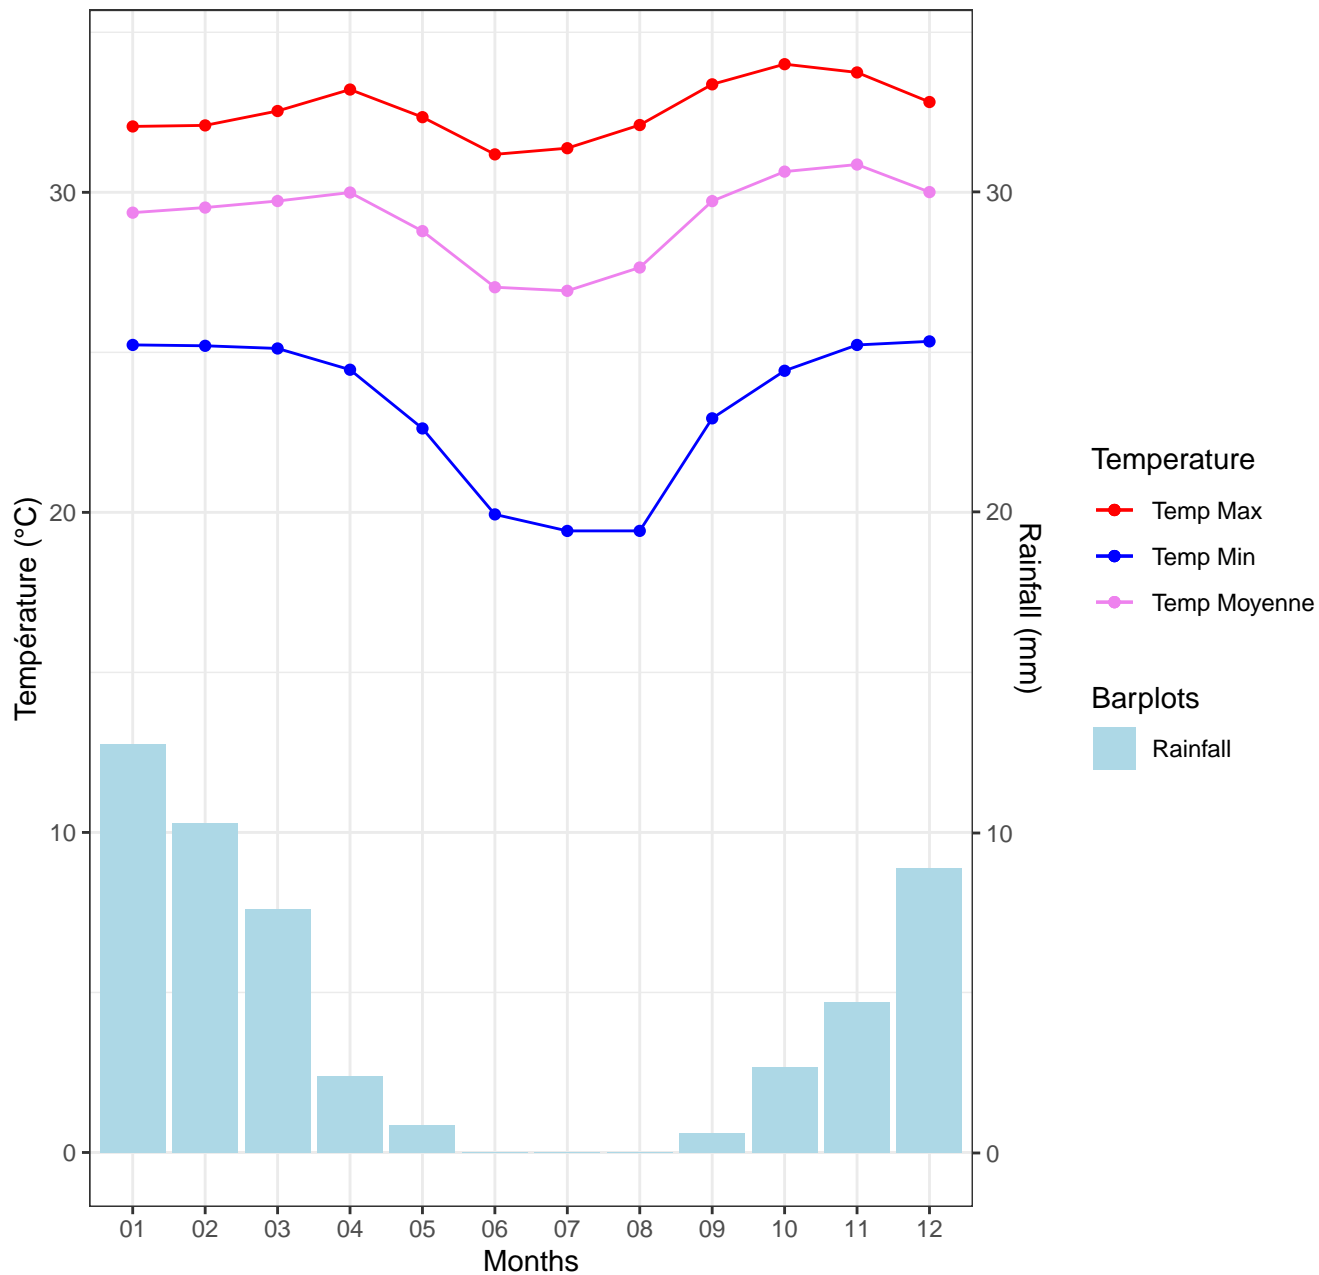 Température (°C)
30
20
10
0
01 02 03 04 05 06 07 08 09 10 11 12
Months
30
20
10
0
Rainfall (mm)
Temperature
Temp Max
Temp Min
Temp Moyenne
Barplots
Rainfall